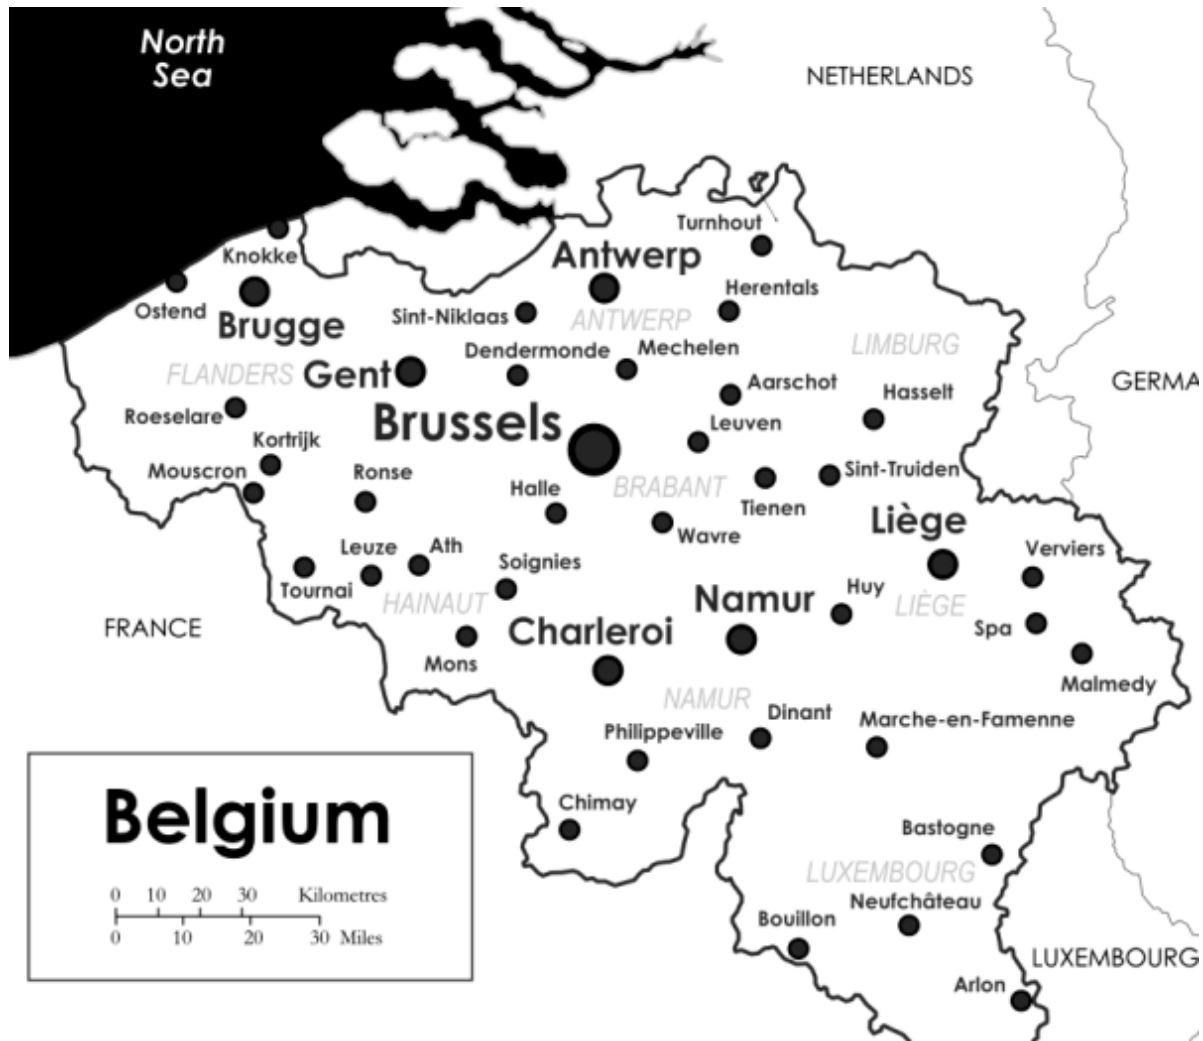 North
Sea
NETHERLANDS
Turnhout
Knokke
Antwerp
Herentals
Ostend
Brugge
Sint-Niklaas
ANTWERP
LIMBURG
Dendermonde
Mechelen
FLANDERS
Gent
GERMA
Aarschot
Hasselt
Roeselare
Brussels
Leuven
Kortrijk
Mouscron
Ronse
Sint-Truiden
Halle
BRABANT
Tienen
Liège
Wavre
Leuze
Ath
Verviers
Soignies
Tournai
Huy
HAINAUT
Namur
LIÈGE
FRANCE
Charleroi
Spa
Mons
Malmedy
NAMUR
Dinant
Marche-en-Famenne
Philippeville
Chimay
Belgium
Bastogne
LUXEMBOURG
0 10 20 30 Kilometres
Neufchâteau
Bouillon
0 10 20 30 Miles
LUXEMBOURG
Arlon